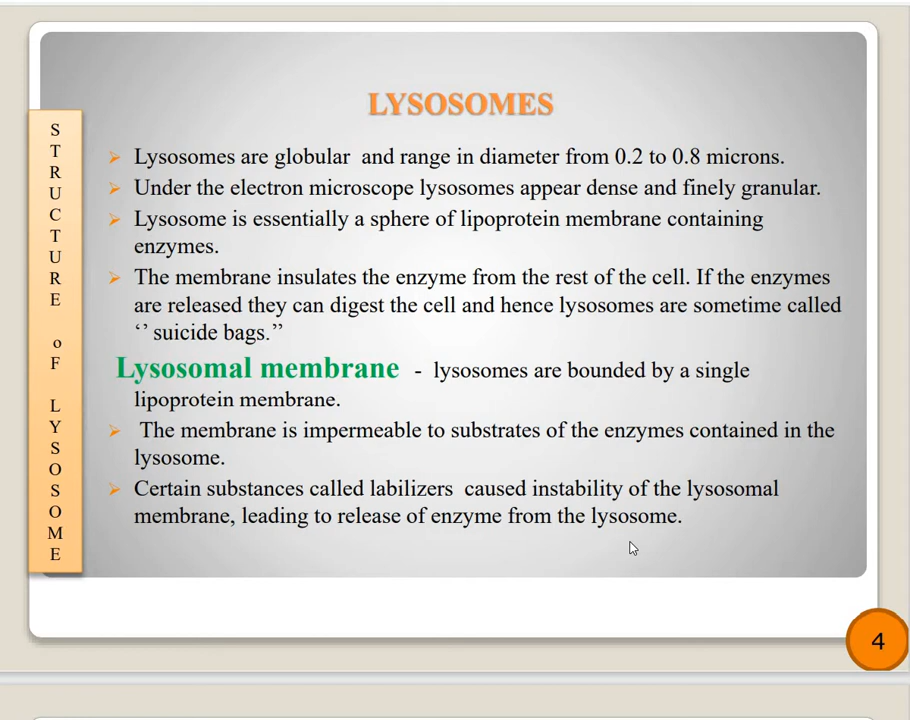 LYSOSOMES
STRUCTURE oF LYSOSOME
➢ Lysosomes are globular and range in diameter from 0.2 to 0.8 microns.
➢ Under the electron microscope lysosomes appear dense and finely granular.
➢ Lysosome is essentially a sphere of lipoprotein membrane containing
enzymes.
➢ The membrane insulates the enzyme from the rest of the cell. If the enzymes
are released they can digest the cell and hence lysosomes are sometime called
‘’ suicide bags.’’
Lysosomal membrane - lysosomes are bounded by a single
lipoprotein membrane.
➢ The membrane is impermeable to substrates of the enzymes contained in the
lysosome.
➢ Certain substances called labilizers caused instability of the lysosomal
membrane, leading to release of enzyme from the lysosome.
4